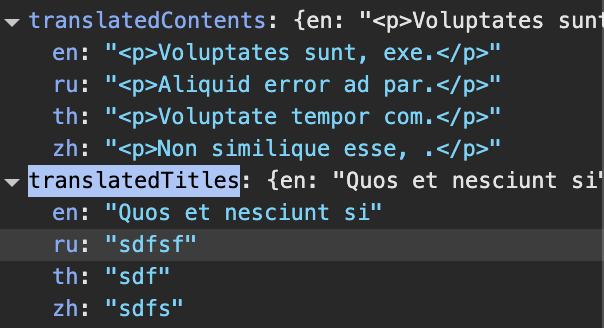 translatedContents: {en: "<p>Voluptates sunt
en: "<p>Voluptates sunt, exe.</p>"
ru: "<p>Aliquid error ad par.</p>"
th: "<p>Voluptate tempor com.</p>"
zh: "<p>Non similique esse, .</p>"
translatedTitles: {en: "Quos et nesciunt si"
en: "Quos et nesciunt si"
ru: "sdfsf"
th: "sdf"
zh: "sdfs"